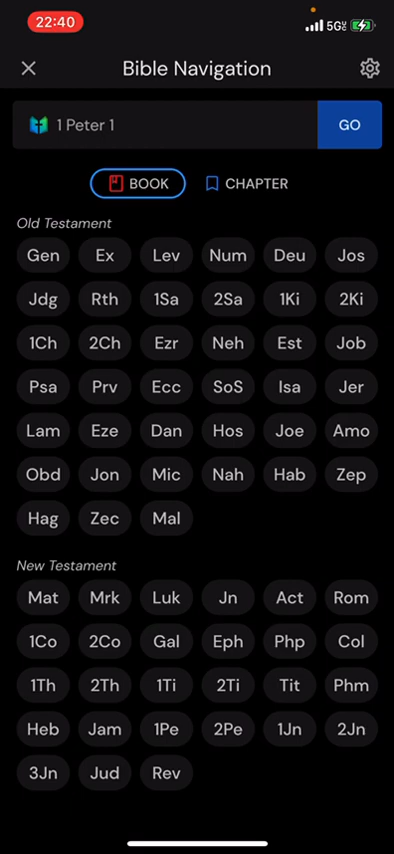 22:40 5GE
Bible Navigation
1 Peter 1 GO
BOOK CHAPTER
Old Testament
Gen Ex Lev Num Deu Jos
Jdg Rth 1Sa 2Sa 1Ki 2Ki
1Ch 2Ch Ezr Neh Est Job
Psa Prv Ecc SoS Isa Jer
Lam Eze Dan Hos Joe Amo
Obd Jon Mic Nah Hab Zep
Hag Zec Mal
New Testament
Mat Mrk Luk Jn Act Rom
1Co 2Co Gal Eph Php Col
1Th 2Th 1Ti 2Ti Tit Phm
Heb Jam 1Pe 2Pe 1Jn 2Jn
3Jn Jud Rev